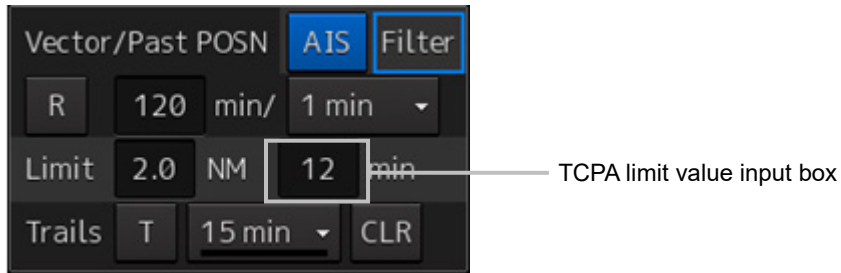 Vector/Past POSN AIS Filter
R 120 min/ 1 min
Limit 2.0 NM 12 min
TCPA limit value input box
Trails T 15 min CLR